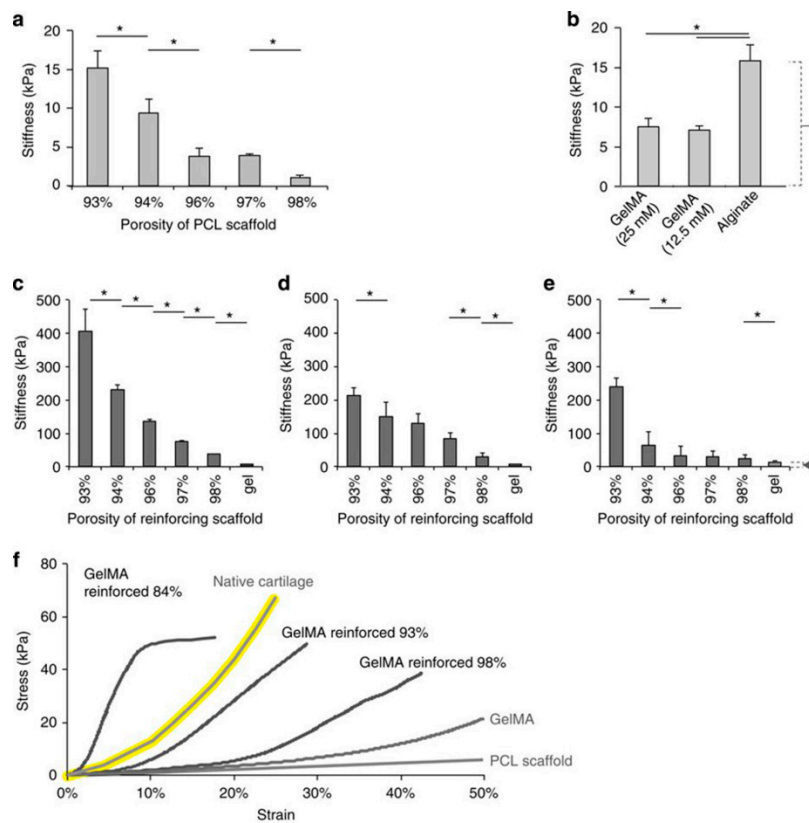 a
*
*
*
20
15
10
5
0
Stiffness (kPa)
93%
94%
96%
97%
98%
Porosity of PCL scaffold
b
*
20
15
10
5
0
Stiffness (kPa)
GelMA
(25 mM)
GelMA
(12.5 mM)
Alginate
c
*
*
*
*
*
500
400
300
200
100
0
Stiffness (kPa)
93%
94%
96%
97%
98%
gel
Porosity of reinforcing scaffold
d
*
*
*
500
400
300
200
100
0
Stiffness (kPa)
93%
94%
96%
97%
98%
gel
Porosity of reinforcing scaffold
e
*
*
*
500
400
300
200
100
0
Stiffness (kPa)
93%
94%
96%
97%
98%
gel
Porosity of reinforcing scaffold
f
80
60
40
20
0
Stress (kPa)
GelMA
reinforced 84%
Native cartilage
GelMA reinforced 93%
GelMA reinforced 98%
GelMA
PCL scaffold
0%
10%
20%
30%
40%
50%
Strain